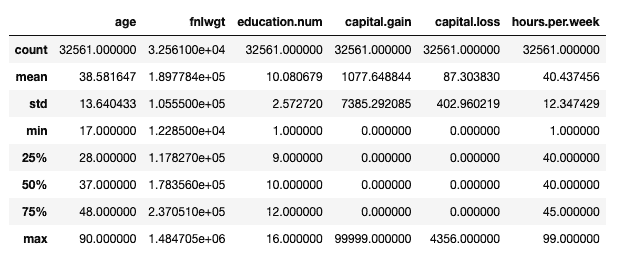 age fnlwgt education.num capital.gain capital.loss hours.per.week
count 32561.000000 3.256100e+04 32561.000000 32561.000000 32561.000000 32561.000000
mean 38.581647 1.897784e+05 10.080679 1077.648844 87.303830 40.437456
std 13.640433 1.055500e+05 2.572720 7385.292085 402.960219 12.347429
min 17.000000 1.228500e+04 1.000000 0.000000 0.000000 1.000000
25% 28.000000 1.178270e+05 9.000000 0.000000 0.000000 40.000000
50% 37.000000 1.783560e+05 10.000000 0.000000 0.000000 40.000000
75% 48.000000 2.370510e+05 12.000000 0.000000 0.000000 45.000000
max 90.000000 1.484705e+06 16.000000 99999.000000 4356.000000 99.000000